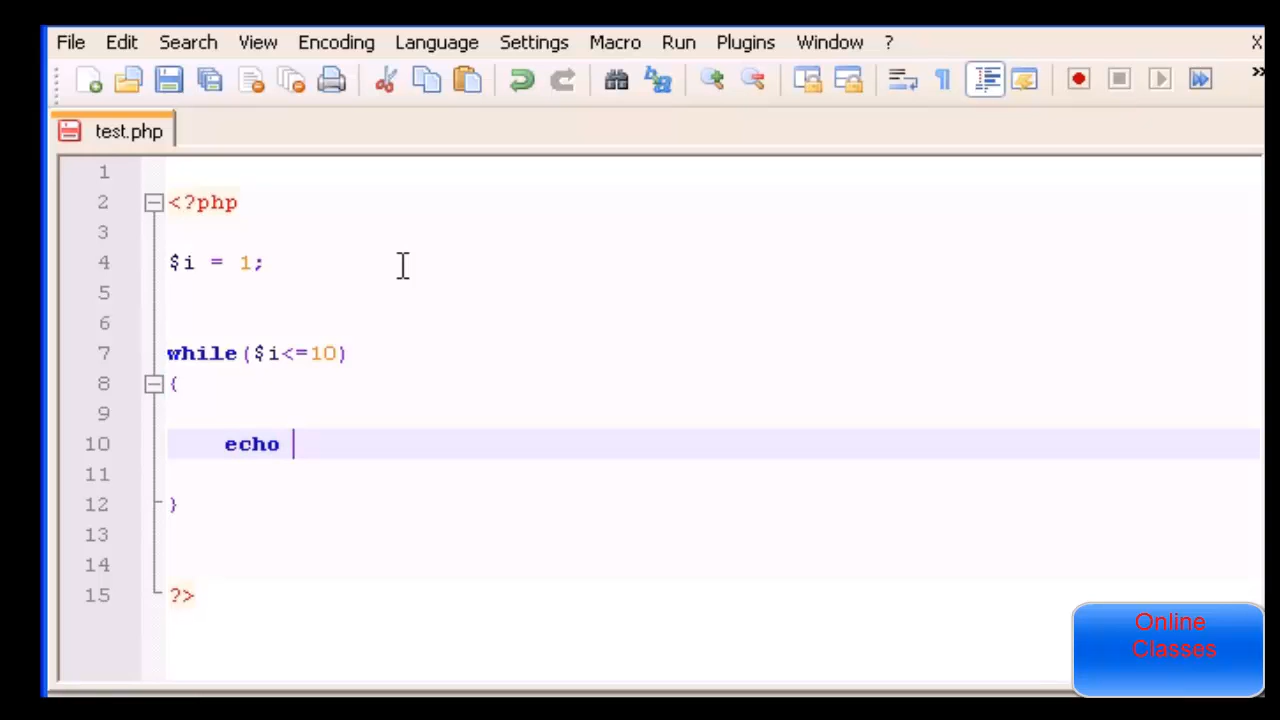 File Edit Search View Encoding Language Settings Macro Run Plugins Window ? X
test.php
1
2 <?php
3
4 $i = 1;
5
6
7 while($i<=10)
8 {
9
10 echo
11
12 }
13
14
15 ?>
Online
Classes